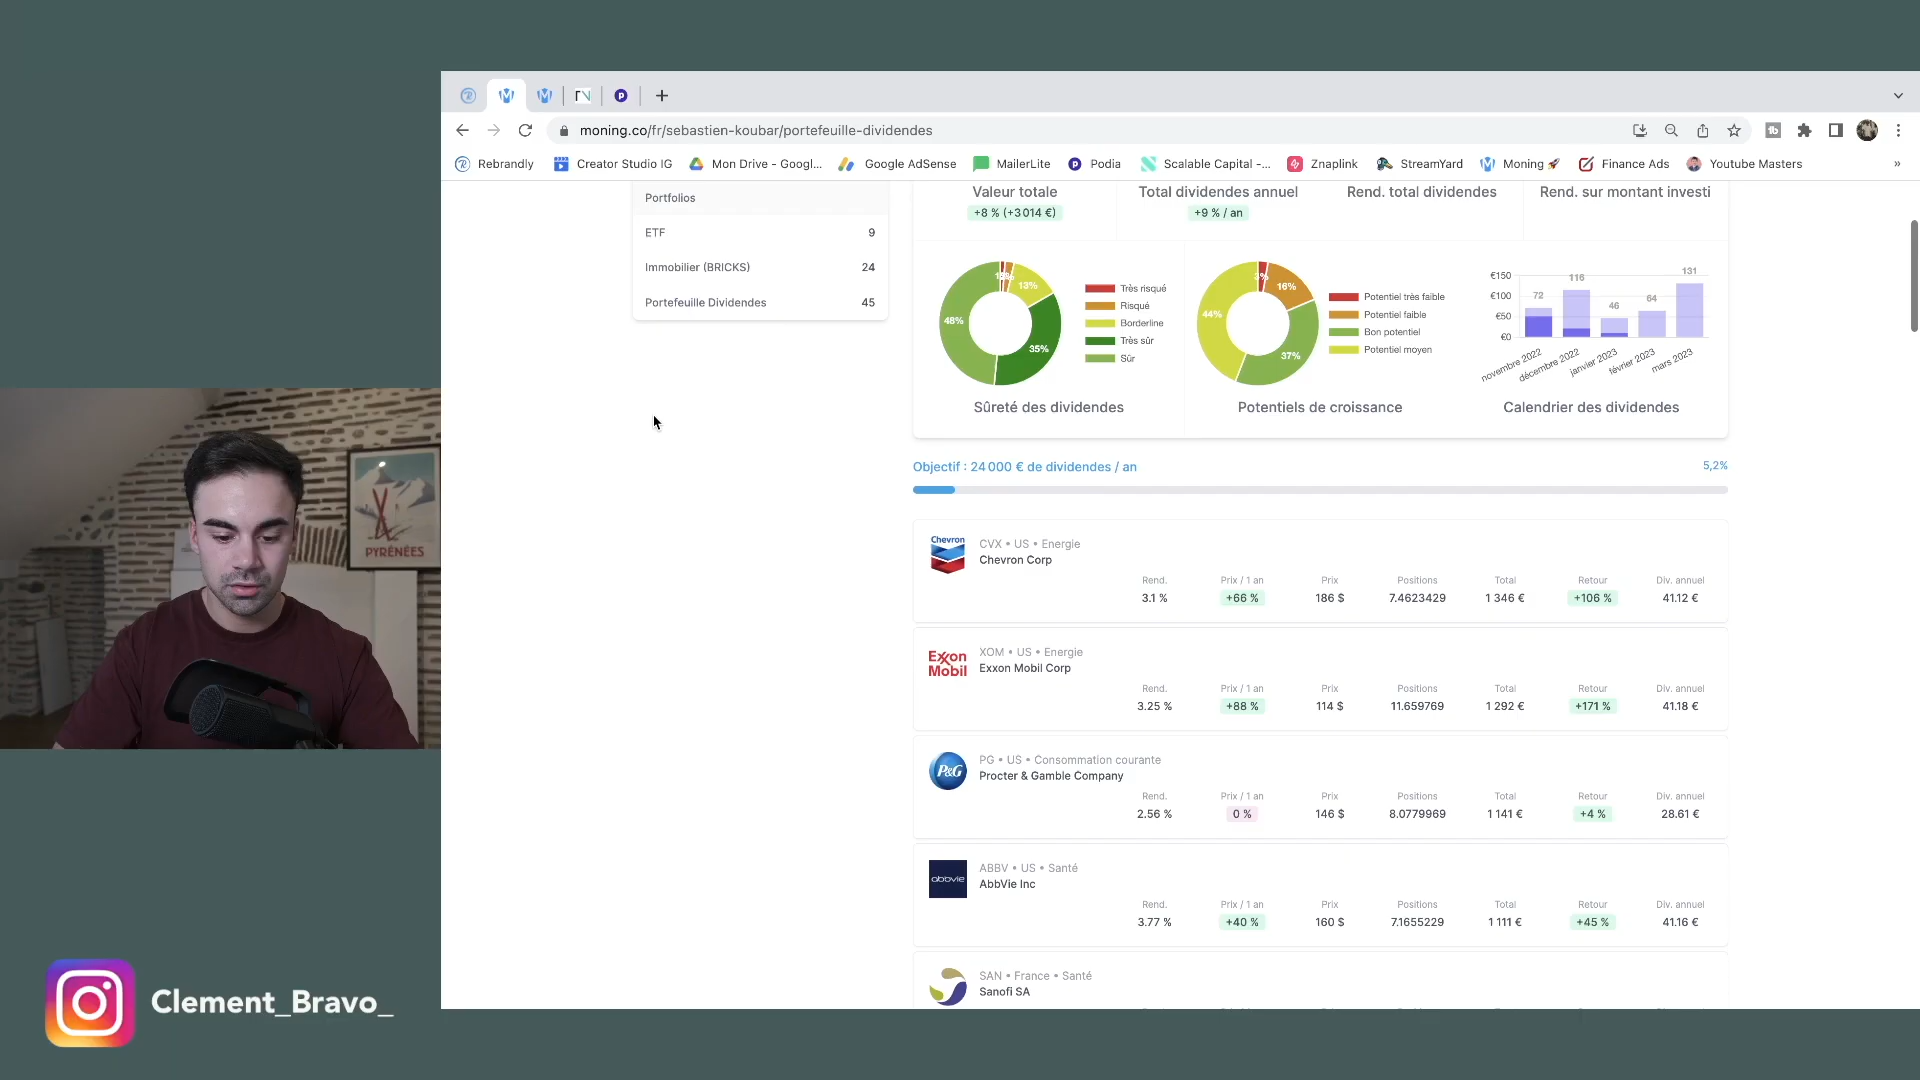 moning.co/fr/sebastien-koubar/portefeuille-dividendes
Rebrandly
Creator Studio IG
Mon Drive - Googl...
Google AdSense
MailerLite
Podia
Scalable Capital -...
Znaplink
StreamYard
Moning 🚀
Finance Ads
Youtube Masters
»
Portfolios
ETF 9
Immobilier (BRICKS) 24
Portefeuille Dividendes 45
Valeur totale
+8 % (+3 014 €)
Total dividendes annuel
+9 % / an
Rend. total dividendes
Rend. sur montant investi
13%
35%
48%
Très risqué
Risqué
Borderline
Très sûr
Sûr
Sûreté des dividendes
3%
16%
37%
44%
Potentiel très faible
Potentiel faible
Bon potentiel
Potentiel moyen
Potentiels de croissance
€150
€100
€50
€0
72
116
46
64
131
novembre 2022
décembre 2022
janvier 2023
février 2023
mars 2023
Calendrier des dividendes
Objectif : 24 000 € de dividendes / an 5,2%
Chevron
CVX • US • Energie
Chevron Corp
Rend. Prix / 1 an Prix Positions Total Retour Div. annuel
3.1 % +66 % 186 $ 7.4623429 1 346 € +106 % 41.12 €
Exxon
Mobil
XOM • US • Energie
Exxon Mobil Corp
Rend. Prix / 1 an Prix Positions Total Retour Div. annuel
3.25 % +88 % 114 $ 11.659769 1 292 € +171 % 41.18 €
P&G
PG • US • Consommation courante
Procter & Gamble Company
Rend. Prix / 1 an Prix Positions Total Retour Div. annuel
2.56 % 0 % 146 $ 8.0779969 1 141 € +4 % 28.61 €
abbvie
ABBV • US • Santé
AbbVie Inc
Rend. Prix / 1 an Prix Positions Total Retour Div. annuel
3.77 % +40 % 160 $ 7.1655229 1 111 € +45 % 41.16 €
SAN • France • Santé
Sanofi SA
PYRÉNÉES
Clement_Bravo_